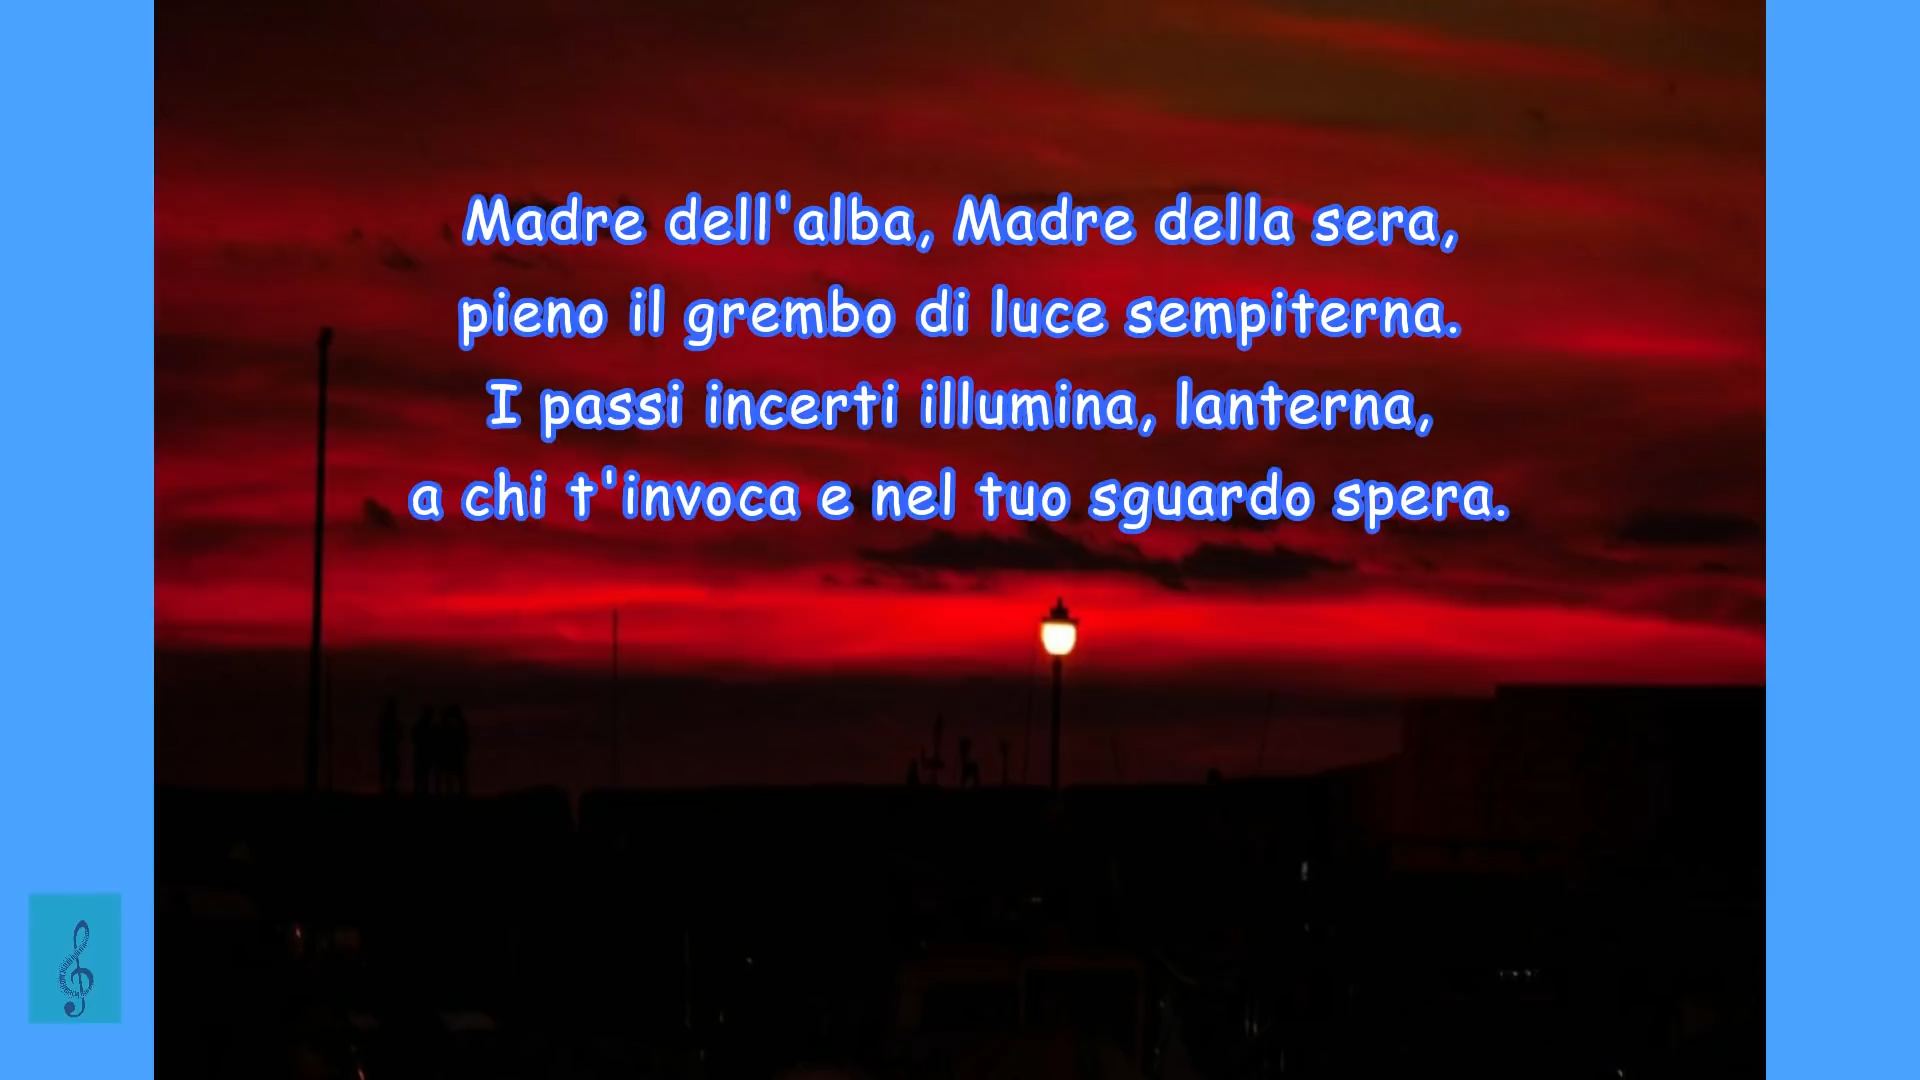 Madre dell'alba, Madre della sera,
pieno il grembo di luce sempiterna.
I passi incerti illumina, lanterna,
a chi t'invoca e nel tuo sguardo spera.